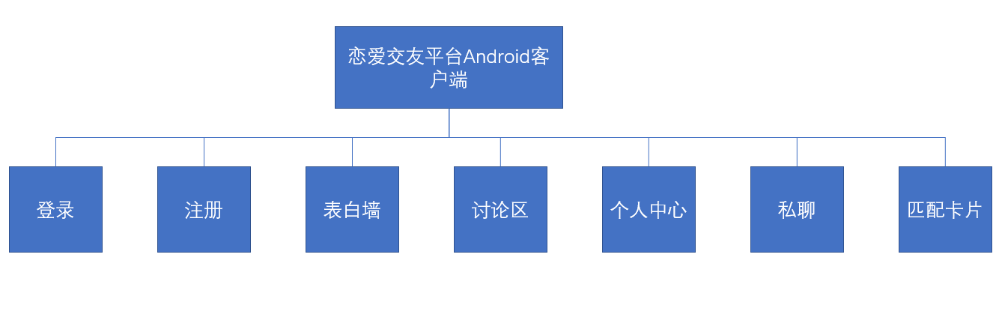 恋爱交友平台Android客
户端
登录
注册
表白墙
讨论区
个人中心
私聊
匹配卡片